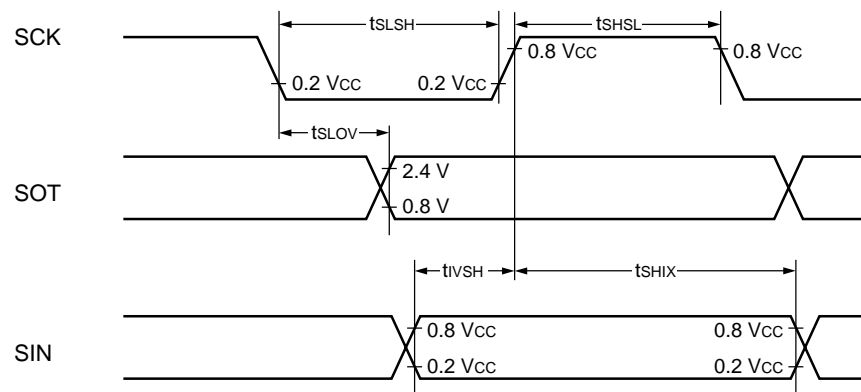 tSLSH
tSHSL
SCK
0.8 VCC
0.8 VCC
0.2 VCC
0.2 VCC
tSLOV
SOT
2.4 V
0.8 V
tIVSH
tSHIX
SIN
0.8 VCC
0.8 VCC
0.2 VCC
0.2 VCC